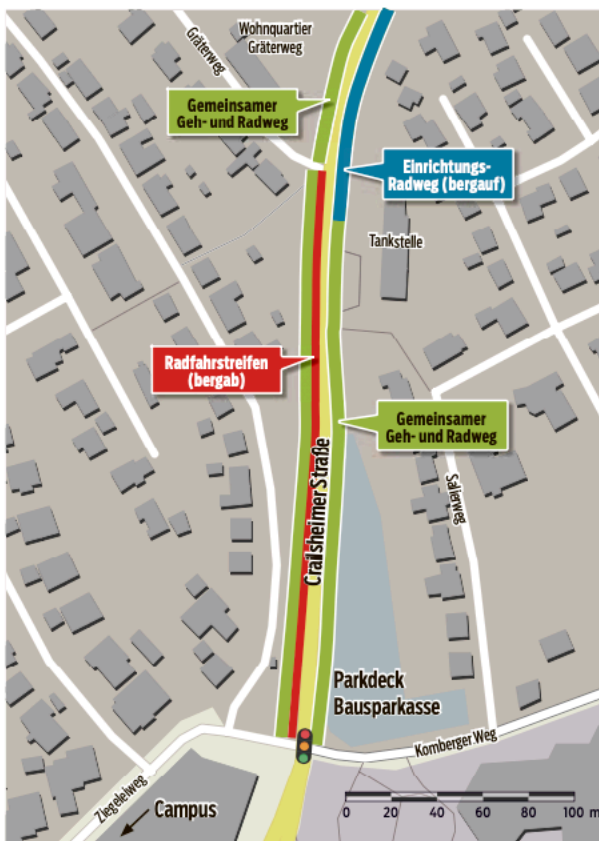 Wohnquartier
Gräterweg
Gräterweg
Gemeinsamer
Geh- und Radweg
Einrichtungs-
Radweg (bergauf)
Tankstelle
Radfahrstreifen
(bergab)
Gemeinsamer
Geh- und Radweg
Crailsheimer Straße
Salierweg
Parkdeck
Bausparkasse
Komberger Weg
Ziegeleiweg
Campus
0 20 40 60 80 100 m